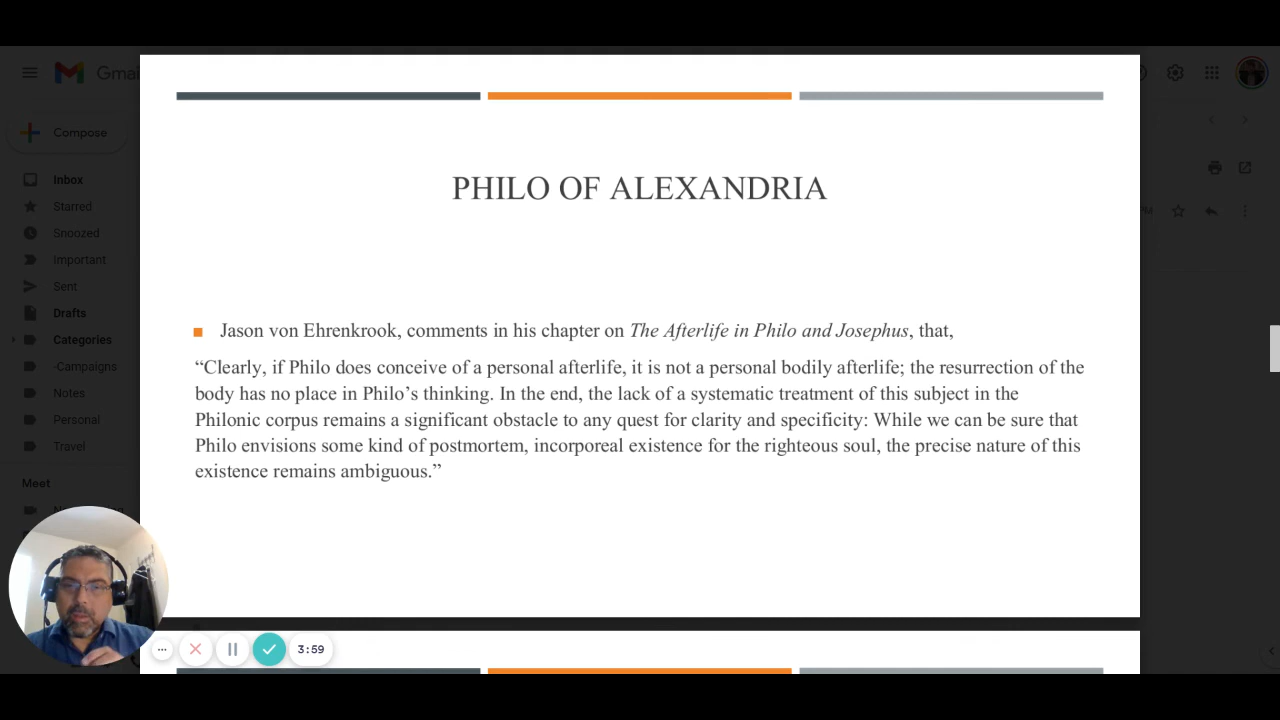 Gmai
PHILO OF ALEXANDRIA
Compose
Inbox
Starred
Snoozed
Important
Sent
Drafts
Categories
-Campaigns
Notes
Personal
Travel
Meet
Jason von Ehrenkrook, comments in his chapter on The Afterlife in Philo and Josephus, that,
“Clearly, if Philo does conceive of a personal afterlife, it is not a personal bodily afterlife; the resurrection of the
body has no place in Philo’s thinking. In the end, the lack of a systematic treatment of this subject in the
Philonic corpus remains a significant obstacle to any quest for clarity and specificity: While we can be sure that
Philo envisions some kind of postmortem, incorporeal existence for the righteous soul, the precise nature of this
existence remains ambiguous.”
PM
3:59